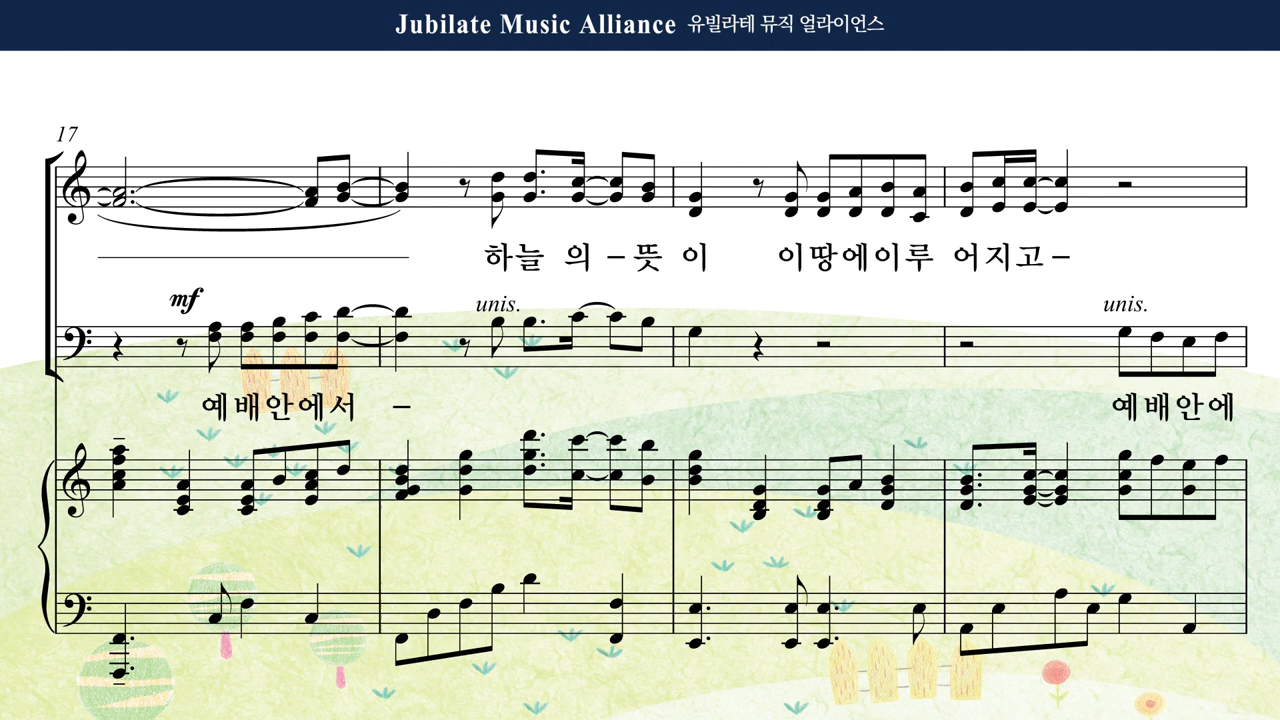 Jubilate Music Alliance 유빌라테 뮤직 얼라이언스
17
하늘 의-뜻 이 이땅에이루 어지고-
mf unis. unis.
예배안에서 - 예배안에